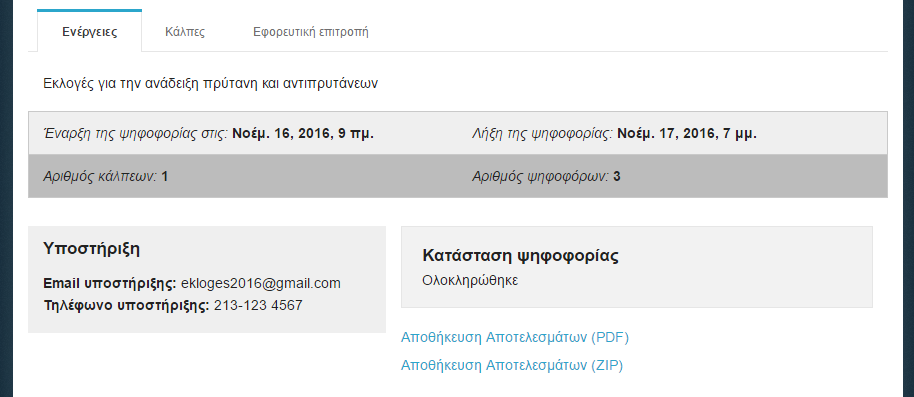 Ενέργειες Κάλπες Εφορευτική επιτροπή
Εκλογές για την ανάδειξη πρύτανη και αντιπρυτάνεων
Έναρξη της ψηφοφορίας στις: Νοέμ. 16, 2016, 9 πμ. Λήξη της ψηφοφορίας: Νοέμ. 17, 2016, 7 μμ.
Αριθμός κάλπεων: 1 Αριθμός ψηφοφόρων: 3
Υποστήριξη
Email υποστήριξης: ekloges2016@gmail.com
Τηλέφωνο υποστήριξης: 213-123 4567
Κατάσταση ψηφοφορίας
Ολοκληρώθηκε
Αποθήκευση Αποτελεσμάτων (PDF)
Αποθήκευση Αποτελεσμάτων (ZIP)